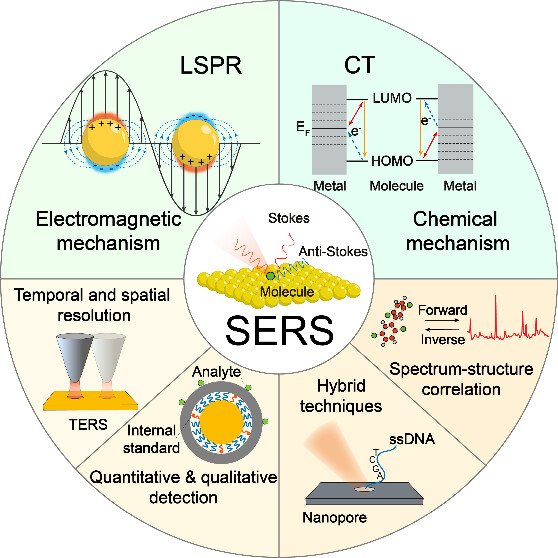 LSPR
Electromagnetic
mechanism
CT
LUMO
E_F
e-
e-
HOMO
Metal
Molecule
Metal
Chemical
mechanism
Stokes
Anti-Stokes
Molecule
SERS
Temporal and spatial
resolution
TERS
Analyte
Internal
standard
Quantitative & qualitative
detection
Hybrid
techniques
ssDNA
T
C
G
A
Nanopore
Forward
Inverse
Spectrum-structure
correlation